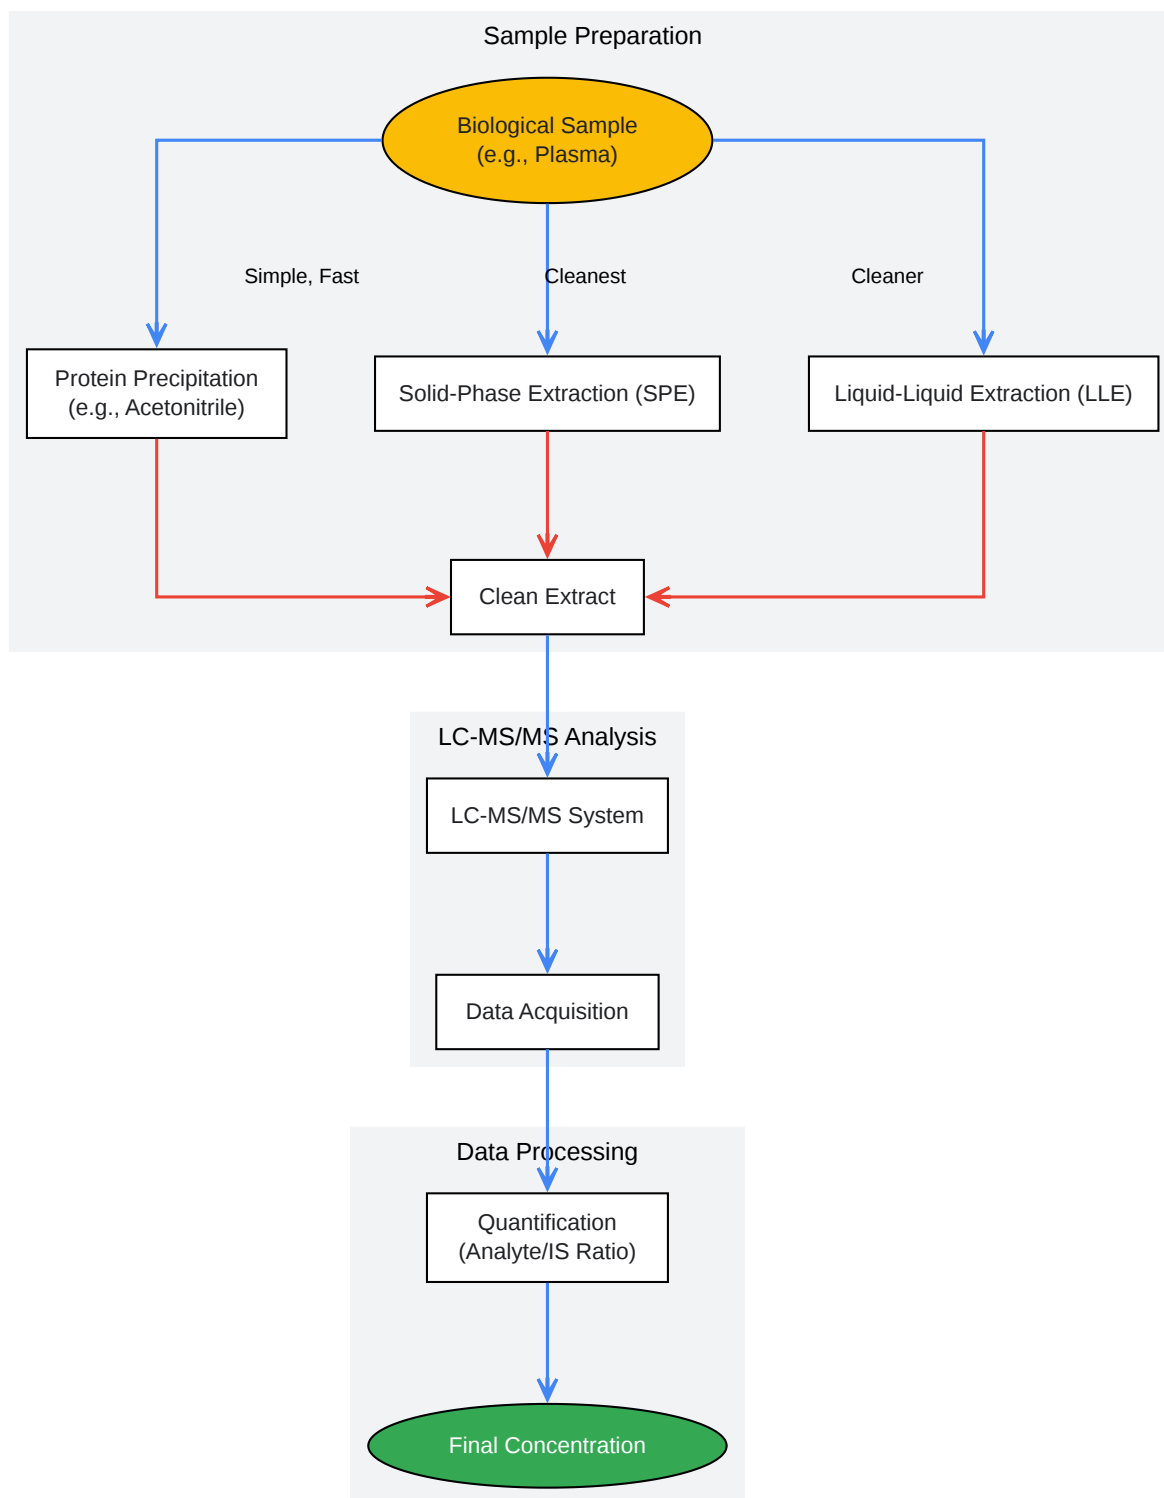 Sample Preparation
Biological Sample
(e.g., Plasma)
Simple, Fast
Cleanest
Cleaner
Protein Precipitation
(e.g., Acetonitrile)
Solid-Phase Extraction (SPE)
Liquid-Liquid Extraction (LLE)
Clean Extract
LC-MS/MS Analysis
LC-MS/MS System
Data Acquisition
Data Processing
Quantification
(Analyte/IS Ratio)
Final Concentration